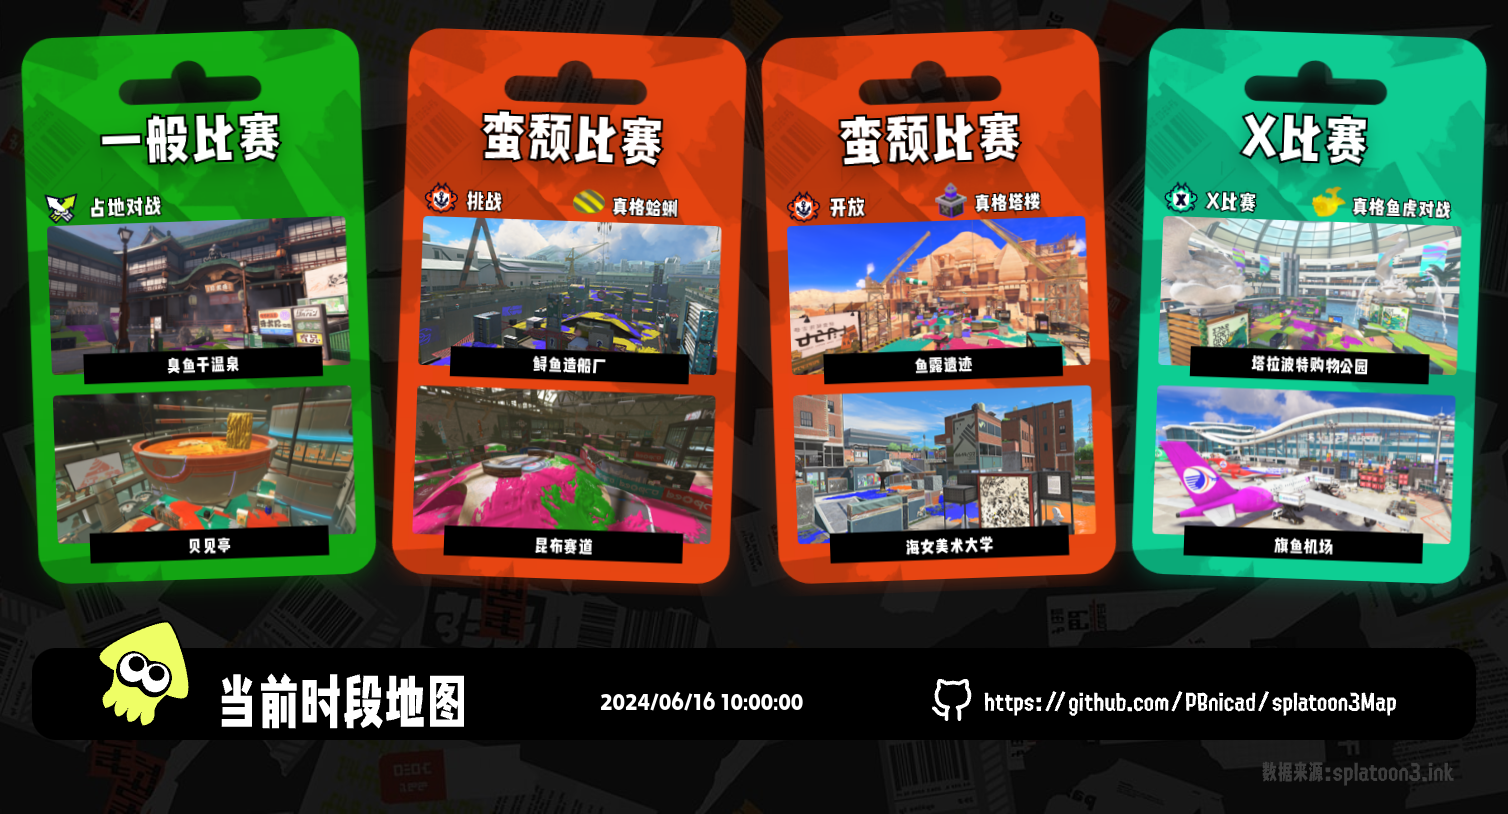 一般比赛
占地对战
臭鱼干温泉
贝见亭
蛮颓比赛
挑战
真格蛤蜊
鲟鱼造船厂
昆布赛道
蛮颓比赛
开放
真格塔楼
鱼露遗迹
海女美术大学
X比赛
X比赛
真格鱼虎对战
塔拉波特购物公园
旗鱼机场
当前时段地图
2024/06/16 10:00:00
https://github.com/PBnicad/splatoon3Map
数据来源:splatoon3.ink